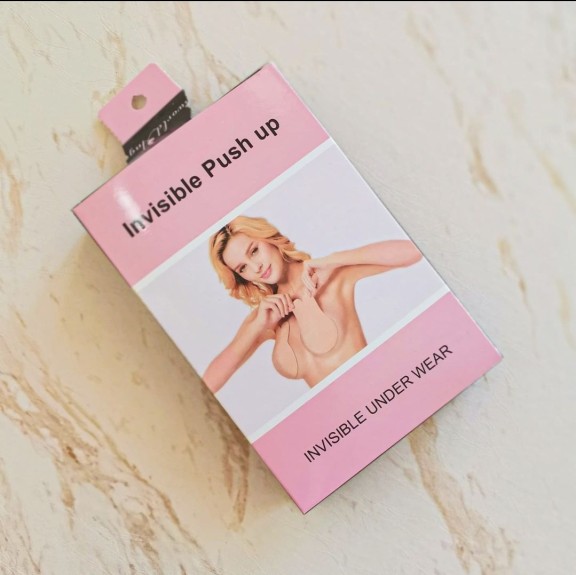 Invisible Push up
INVISIBLE UNDER WEAR